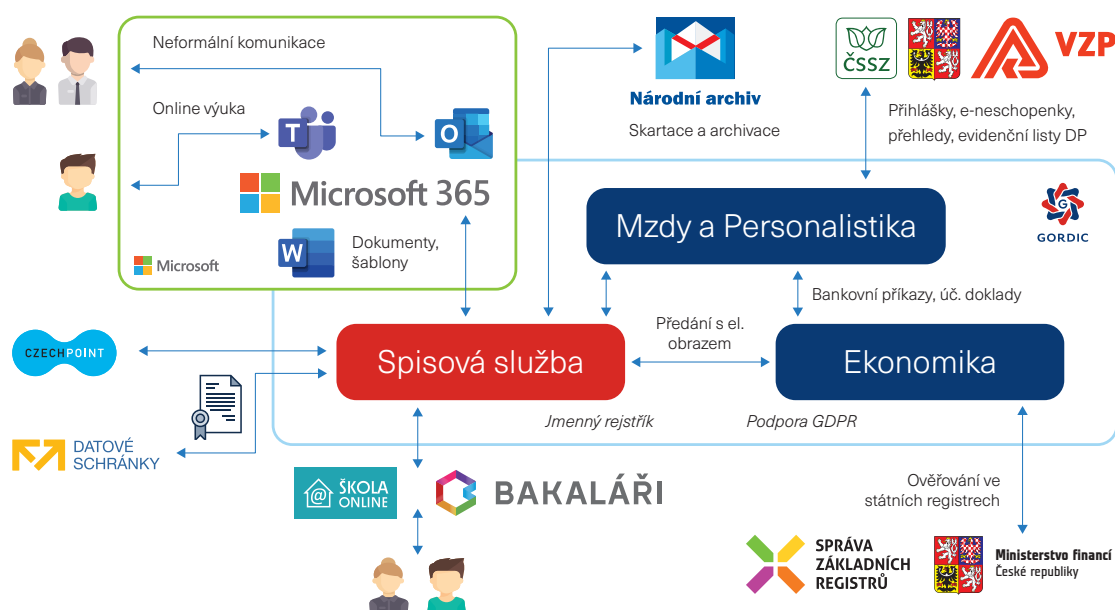 Neformální komunikace
Online výuka
T
O
Microsoft 365
W
Dokumenty,
šablony
Microsoft
Národní archiv
Skartace a archivace
ČSSZ
VZP
Přihlášky, e-neschopenky,
přehledy, evidenční listy DP
Mzdy a Personalistika
G
GORDIC
Bankovní příkazy, úč. doklady
CZECHPOINT
Spisová služba
Předání s el.
obrazem
Ekonomika
Jmenný rejstřík
Podpora GDPR
DATOVÉ
SCHRÁNKY
@ ŠKOLA
ONLINE
BAKALÁŘI
Ověřování ve
státních registrech
SPRÁVA
ZÁKLADNÍCH
REGISTRŮ
Ministerstvo financí
České republiky